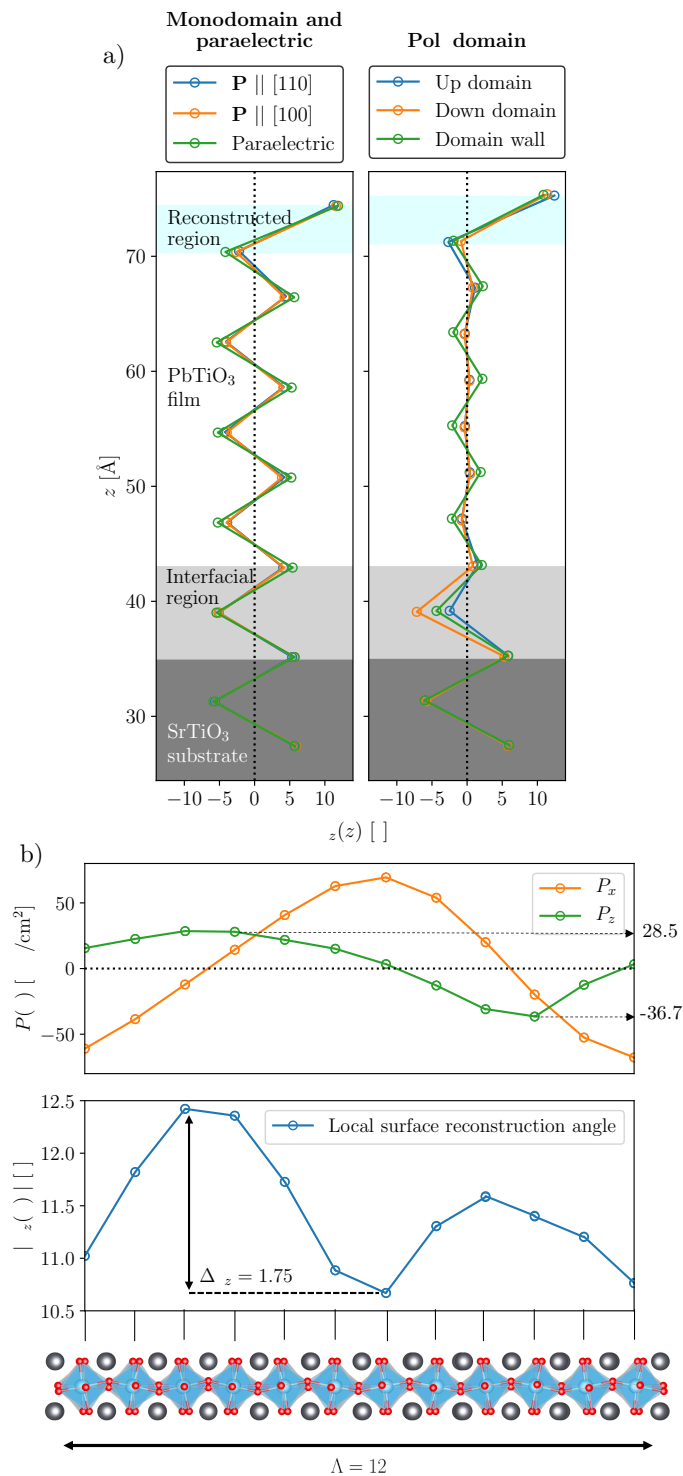 Monodomain and
paraelectric
Pol domain
a)
P || [110]
P || [100]
Paraelectric
Up domain
Down domain
Domain wall
Reconstructed
region
PbTiO3
film
Interfacial
region
SrTiO3
substrate
70
60
50
40
30
z [Å]
−10 −5 0 5 10
−10 −5 0 5 10
z(z) [ ]
b)
50
0
−50
P( ) [ /cm2]
Px
Pz
28.5
-36.7
12.5
12.0
11.5
11.0
10.5
| z( ) | [ ]
Local surface reconstruction angle
Δ z = 1.75
Λ = 12